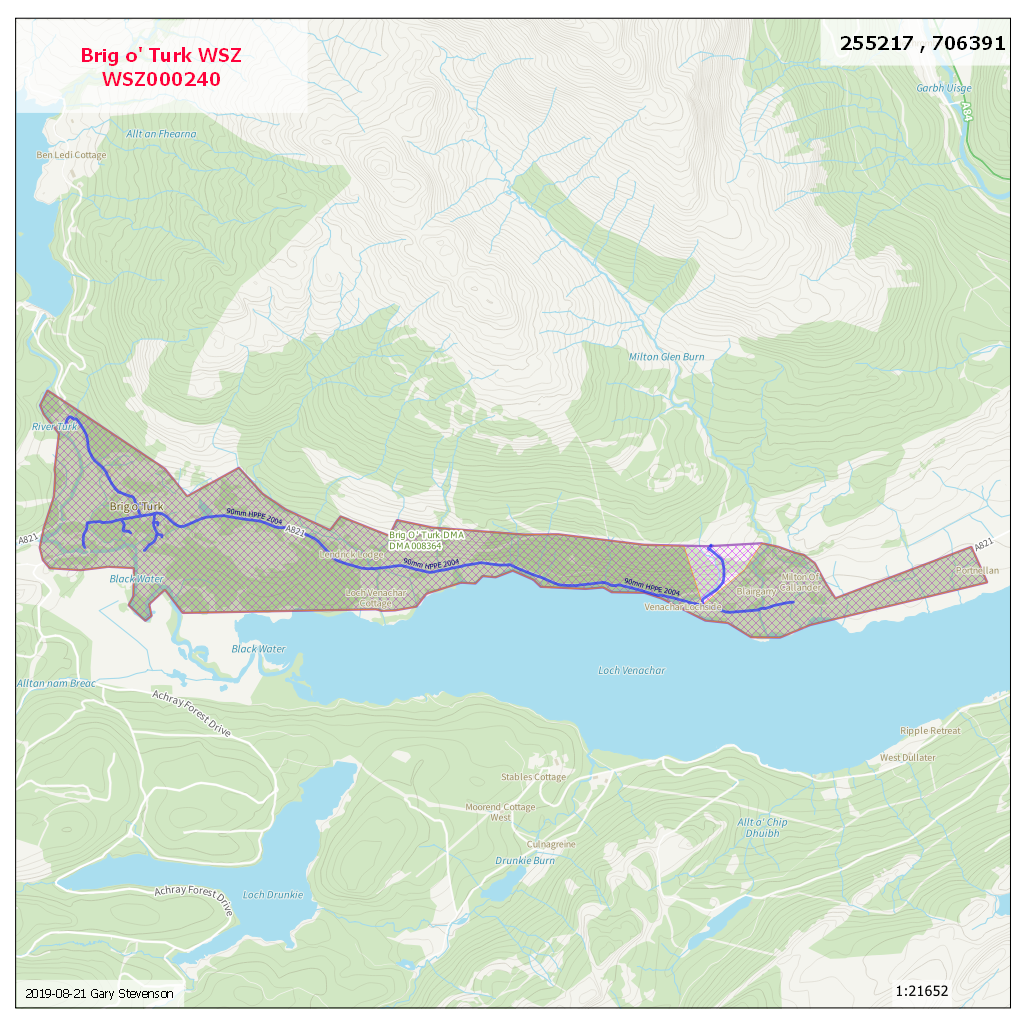 Brig o' Turk WSZ
WSZ000240
255217 , 706391
Garbh Uisge
A84
Allt an Fhearna
Ben Ledi Cottage
Milton Glen Burn
River Turk
Brig o' Turk
90mm HPPE 2004
A821
Brig O' Turk DMA
DMA 008364
A821
A821
Lendrick Lodge
90mm HPPE 2004
Portnellan
Milton Of
Callander
Black Water
90mm HPPE 2004
Blairgarry
Loch Venachar
Cottage
Venachar Lochside
Black Water
Loch Venachar
Alltan nam Breac
Achray Forest Drive
Ripple Retreat
West Dullater
Stables Cottage
Moorend Cottage
West
Allt o' Chip
Dhuibh
Culnagreine
Drunkie Burn
Achray Forest Drive
Loch Drunkie
2019-08-21 Gary Stevenson
1:21652